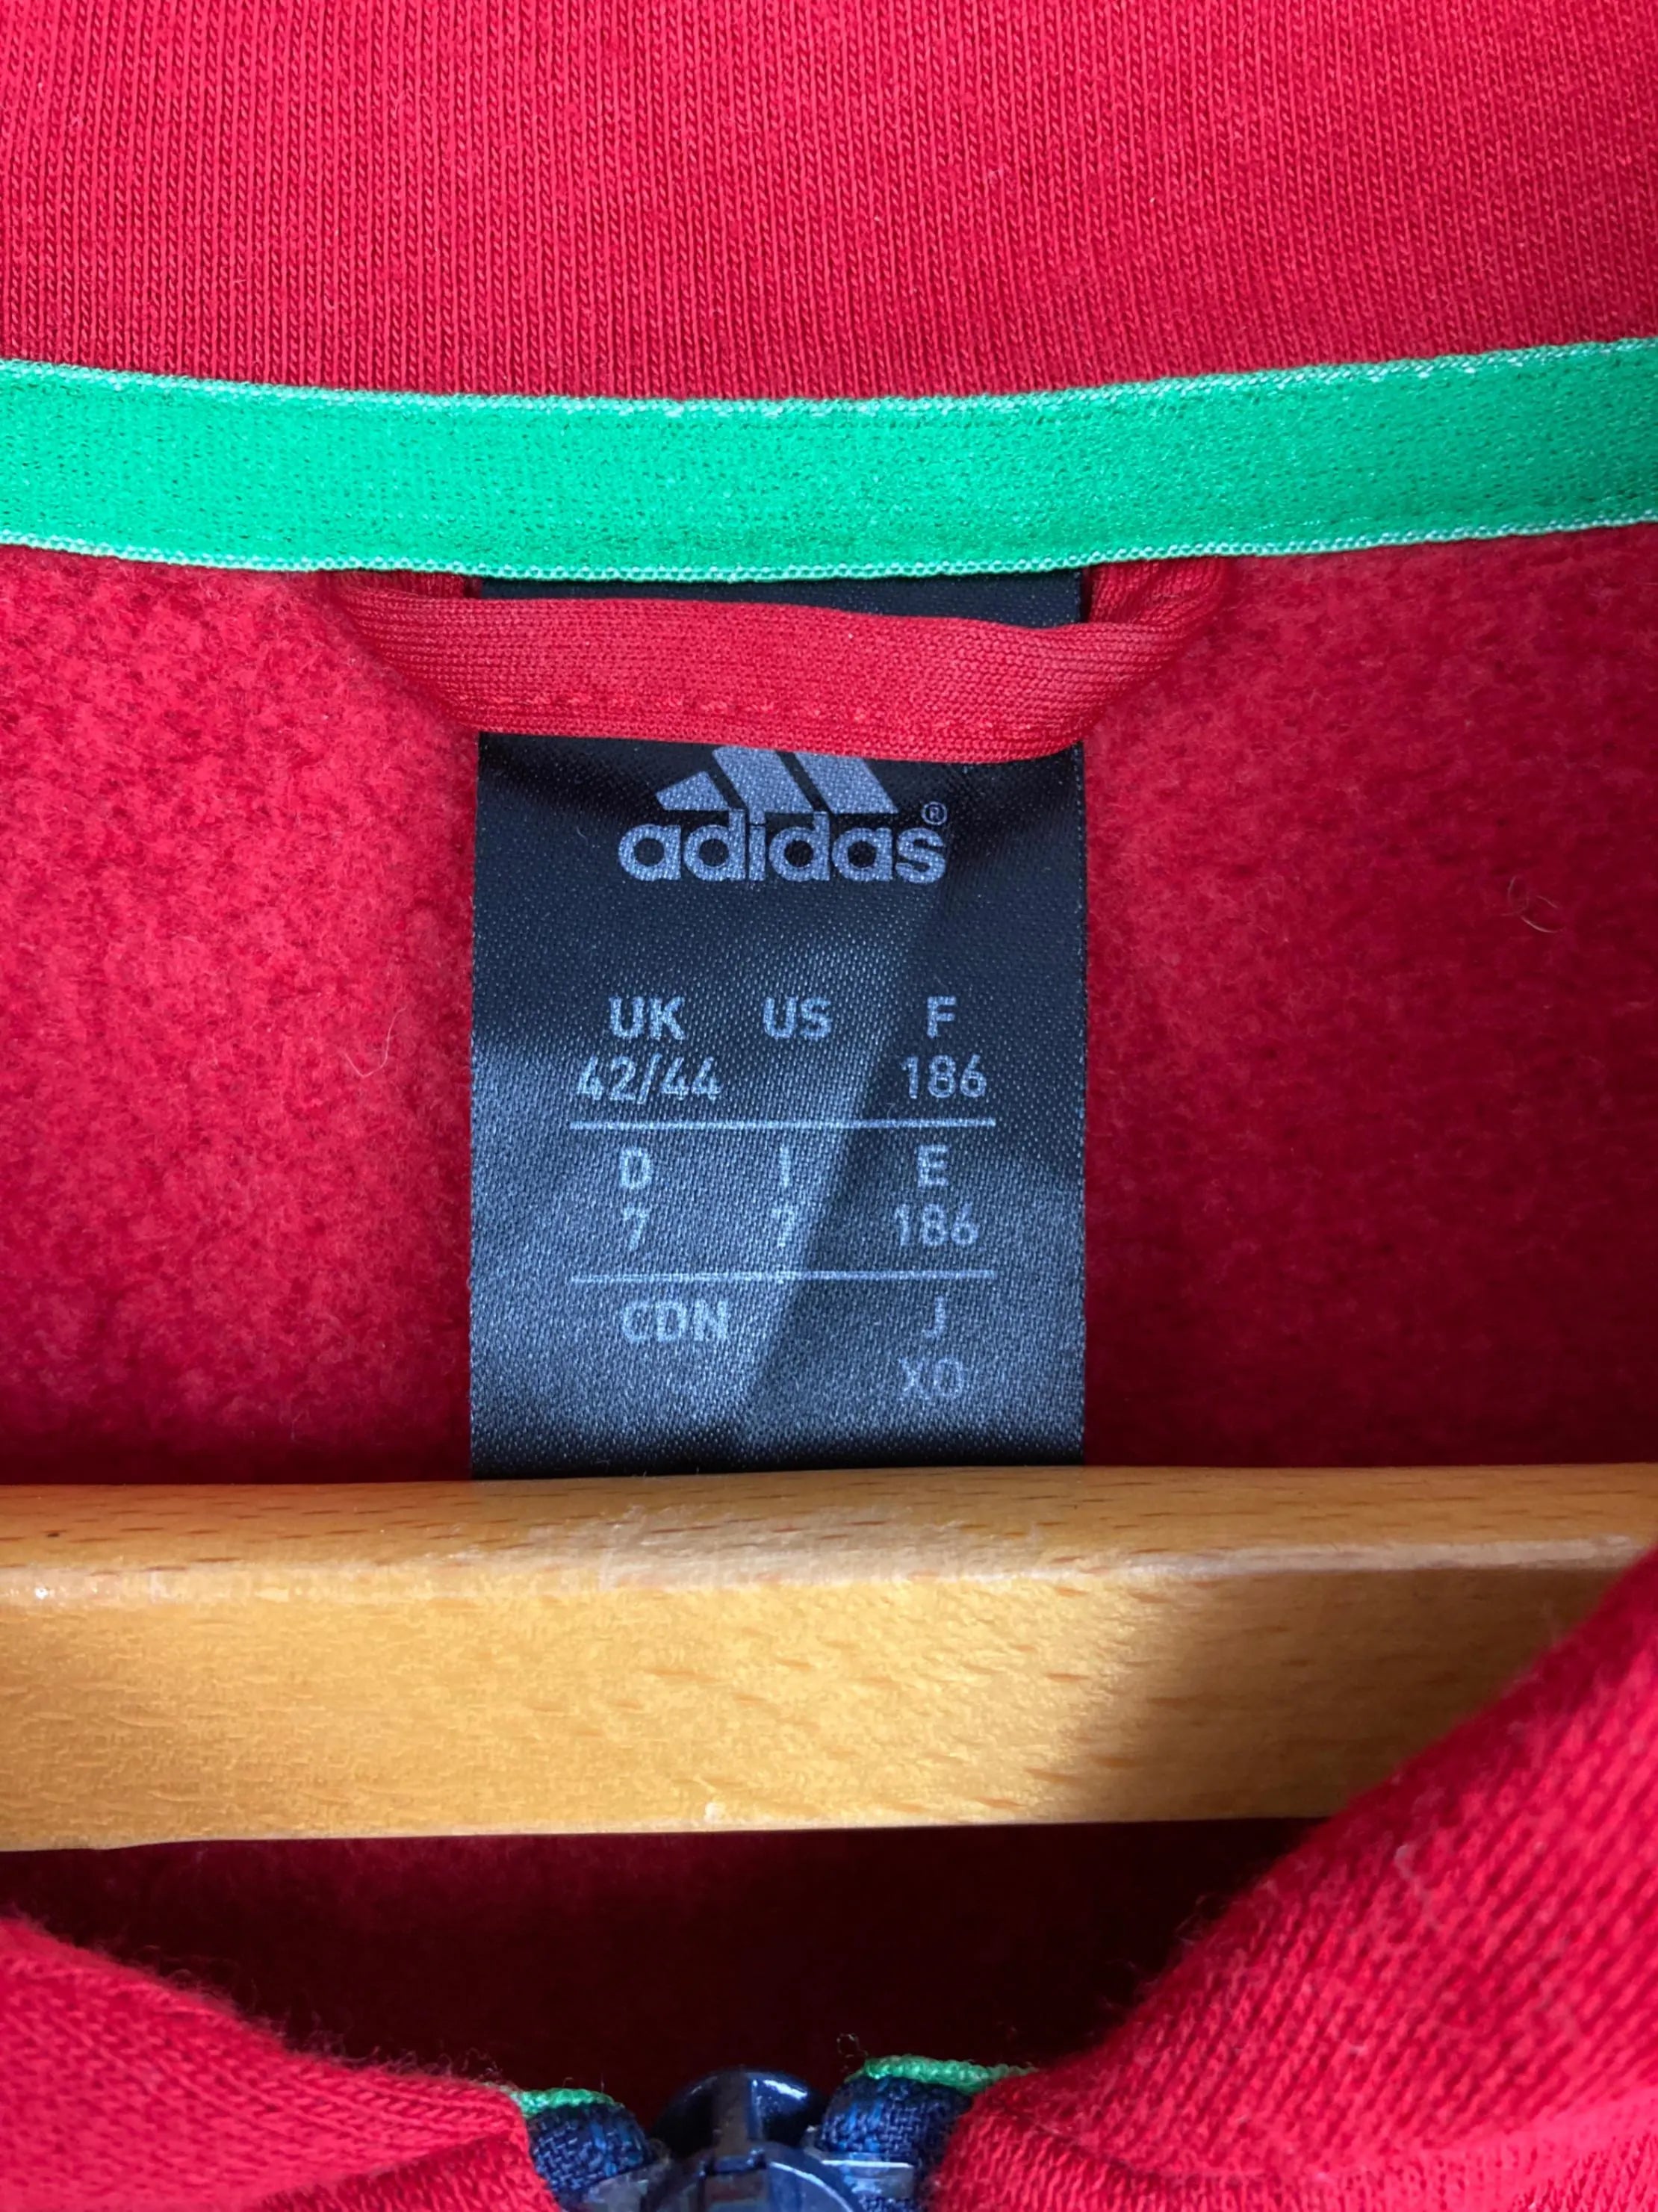 adidas®
UK US F
42/44 186
D I E
7 7 186
CDN J
XO